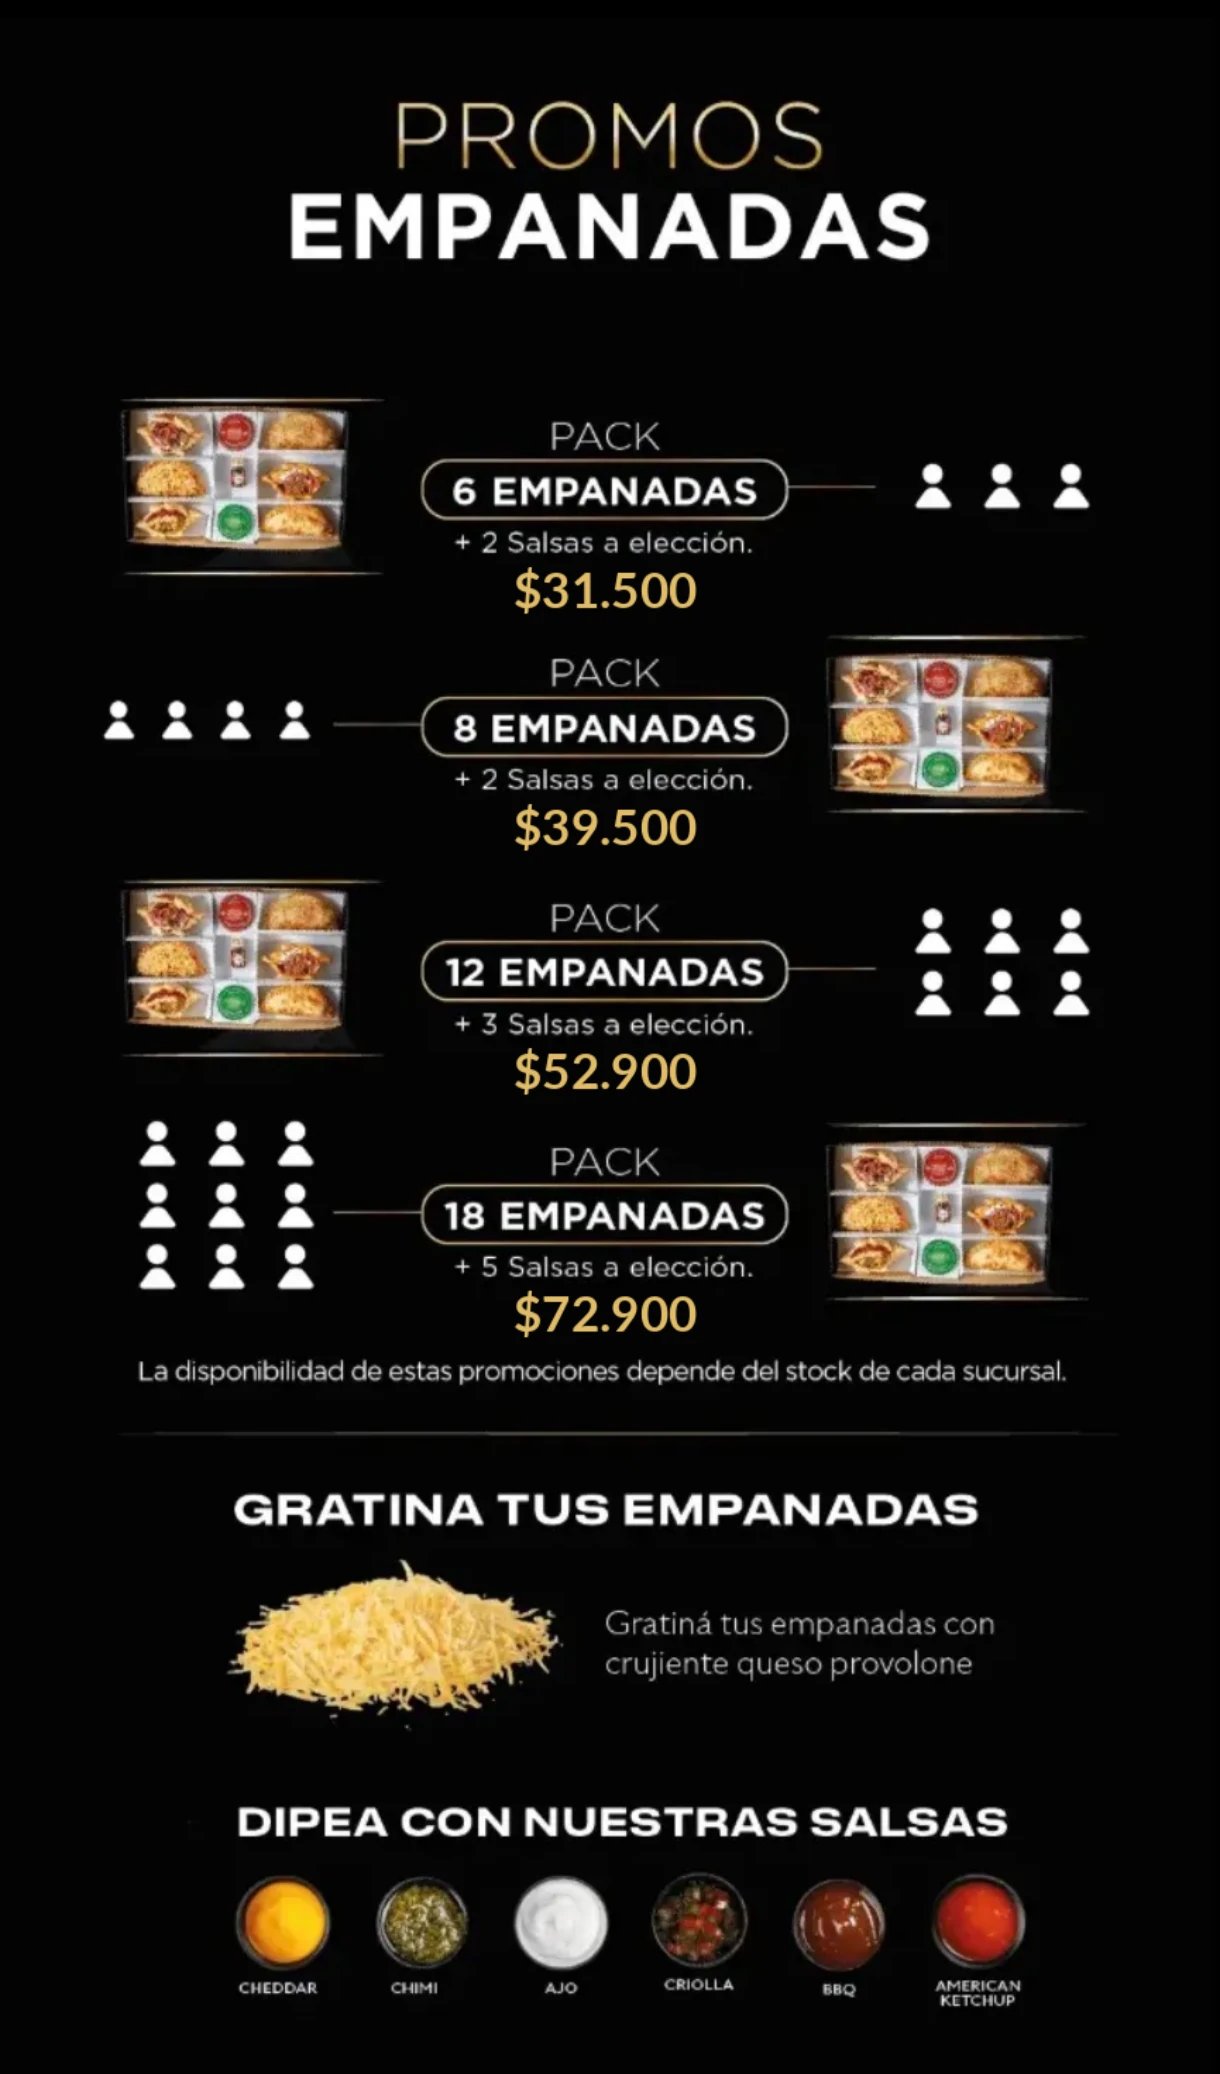 PROMOS
EMPANADAS
PACK
6 EMPANADAS
+ 2 Salsas a elección.
$31.500
PACK
8 EMPANADAS
+ 2 Salsas a elección.
$39.500
PACK
12 EMPANADAS
+ 3 Salsas a elección.
$52.900
PACK
18 EMPANADAS
+ 5 Salsas a elección.
$72.900
La disponibilidad de estas promociones depende del stock de cada sucursal.
GRATINA TUS EMPANADAS
Gratiná tus empanadas con
crujiente queso provolone
DIPEA CON NUESTRAS SALSAS
CHEDDAR
CHIMI
AJO
CRIOLLA
BBQ
AMERICAN
KETCHUP